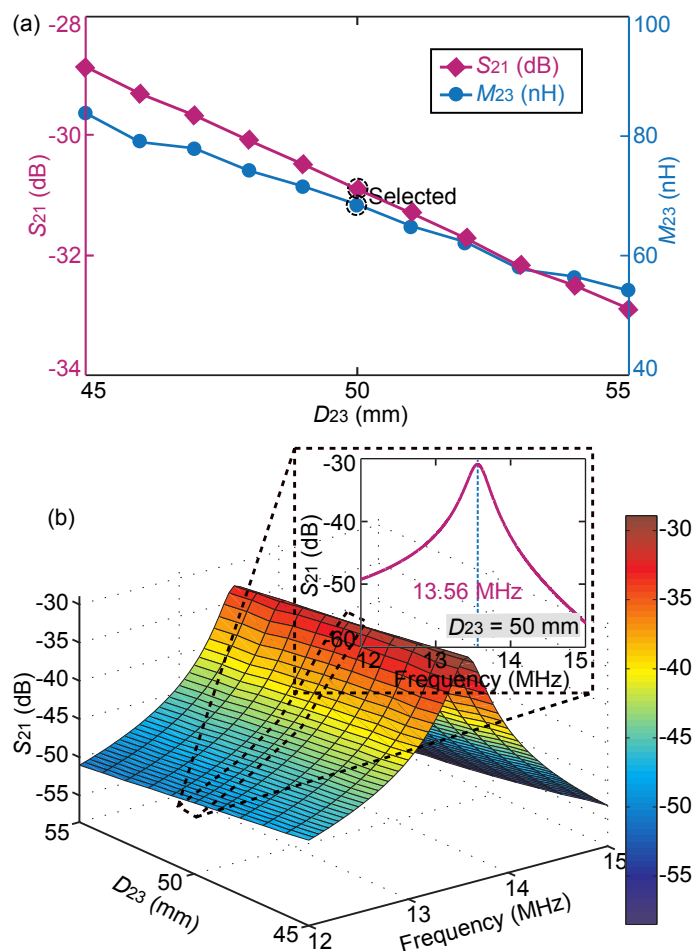 (a)
-28
-30
-32
-34
S21 (dB)
100
80
60
40
M23 (nH)
S21 (dB)
M23 (nH)
Selected
45
50
55
D23 (mm)
(b)
-30
-40
-50
-60
S21 (dB)
13.56 MHz
D23 = 50 mm
12
13
14
15
Frequency (MHz)
-30
-35
-40
-45
-50
-55
S21 (dB)
55
50
45
D23 (mm)
12
13
14
15
Frequency (MHz)
-30
-35
-40
-45
-50
-55